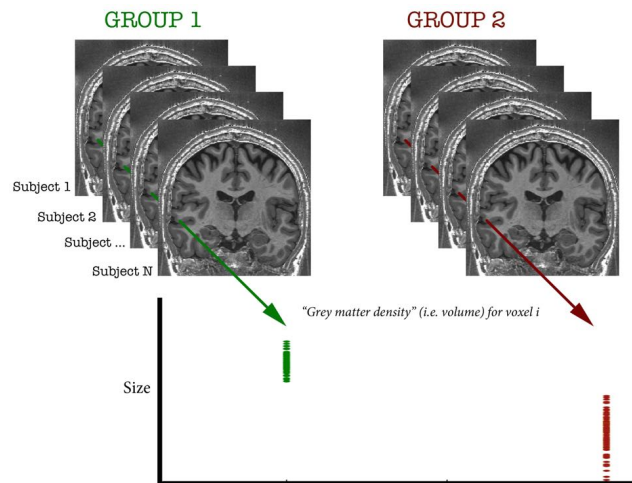 GROUP 1
GROUP 2
Subject 1
Subject 2
Subject ...
Subject N
“Grey matter density” (i.e. volume) for voxel i
Size